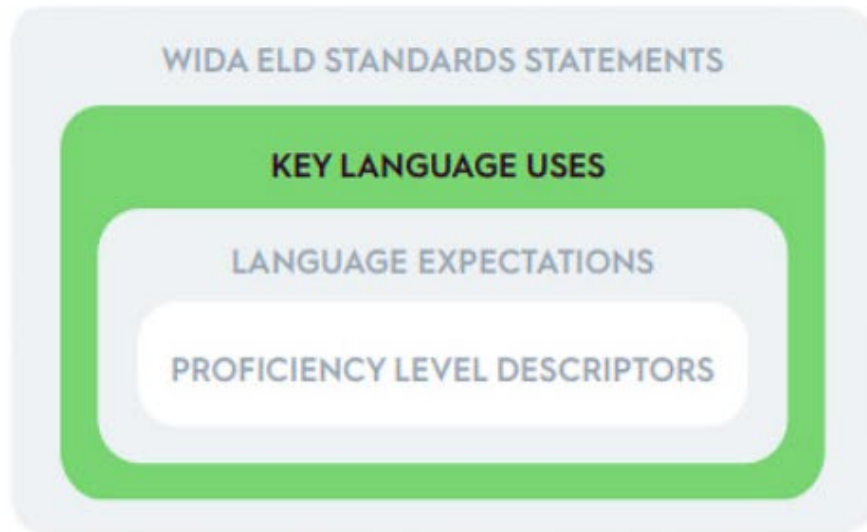 WIDA ELD STANDARDS STATEMENTS
KEY LANGUAGE USES
LANGUAGE EXPECTATIONS
PROFICIENCY LEVEL DESCRIPTORS